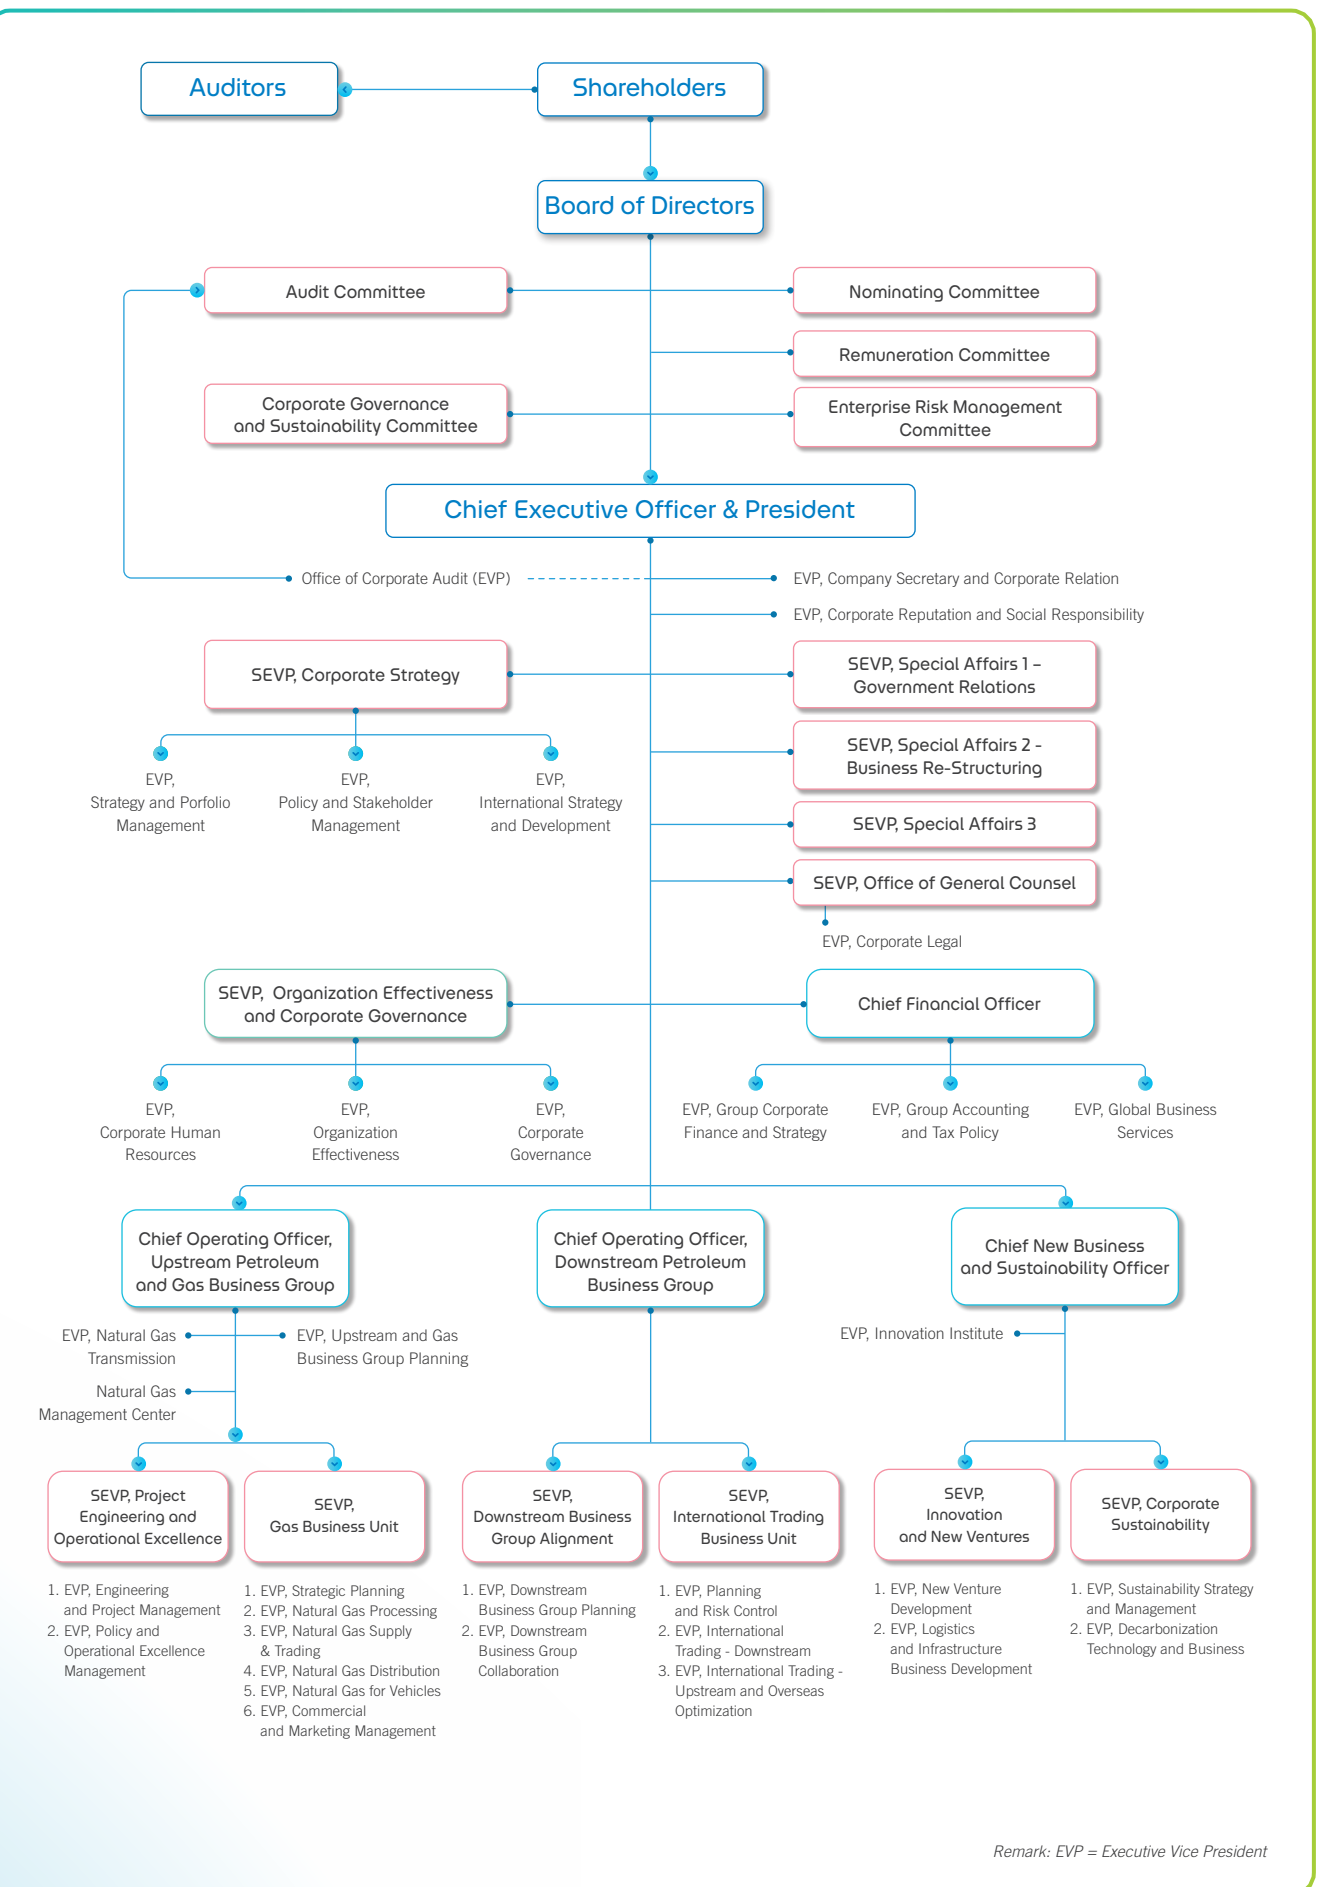 Auditors
Shareholders
Board of Directors
Audit Committee
Nominating Committee
Remuneration Committee
Corporate Governance
and Sustainability Committee
Enterprise Risk Management
Committee
Chief Executive Officer & President
Office of Corporate Audit (EVP)
EVP, Company Secretary and Corporate Relation
EVP, Corporate Reputation and Social Responsibility
SEVP, Corporate Strategy
SEVP, Special Affairs 1 –
Government Relations
EVP,
Strategy and Porfolio
Management
EVP,
Policy and Stakeholder
Management
EVP,
International Strategy
and Development
SEVP, Special Affairs 2 -
Business Re-Structuring
SEVP, Special Affairs 3
SEVP, Office of General Counsel
EVP, Corporate Legal
SEVP, Organization Effectiveness
and Corporate Governance
Chief Financial Officer
EVP,
Corporate Human
Resources
EVP,
Organization
Effectiveness
EVP,
Corporate
Governance
EVP, Group Corporate
Finance and Strategy
EVP, Group Accounting
and Tax Policy
EVP, Global Business
Services
Chief Operating Officer,
Upstream Petroleum
and Gas Business Group
Chief Operating Officer,
Downstream Petroleum
Business Group
Chief New Business
and Sustainability Officer
EVP, Natural Gas
Transmission
EVP, Upstream and Gas
Business Group Planning
Natural Gas
Management Center
EVP, Innovation Institute
SEVP, Project
Engineering and
Operational Excellence
SEVP,
Gas Business Unit
SEVP,
Downstream Business
Group Alignment
SEVP,
International Trading
Business Unit
SEVP,
Innovation
and New Ventures
SEVP, Corporate
Sustainability
1. EVP, Engineering
and Project Management
2. EVP, Policy and
Operational Excellence
Management
1. EVP, Strategic Planning
2. EVP, Natural Gas Processing
3. EVP, Natural Gas Supply
& Trading
4. EVP, Natural Gas Distribution
5. EVP, Natural Gas for Vehicles
6. EVP, Commercial
and Marketing Management
1. EVP, Downstream
Business Group Planning
2. EVP, Downstream
Business Group
Collaboration
1. EVP, Planning
and Risk Control
2. EVP, International
Trading - Downstream
3. EVP, International Trading -
Upstream and Overseas
Optimization
1. EVP, New Venture
Development
2. EVP, Logistics
and Infrastructure
Business Development
1. EVP, Sustainability Strategy
and Management
2. EVP, Decarbonization
Technology and Business
Remark: EVP = Executive Vice President